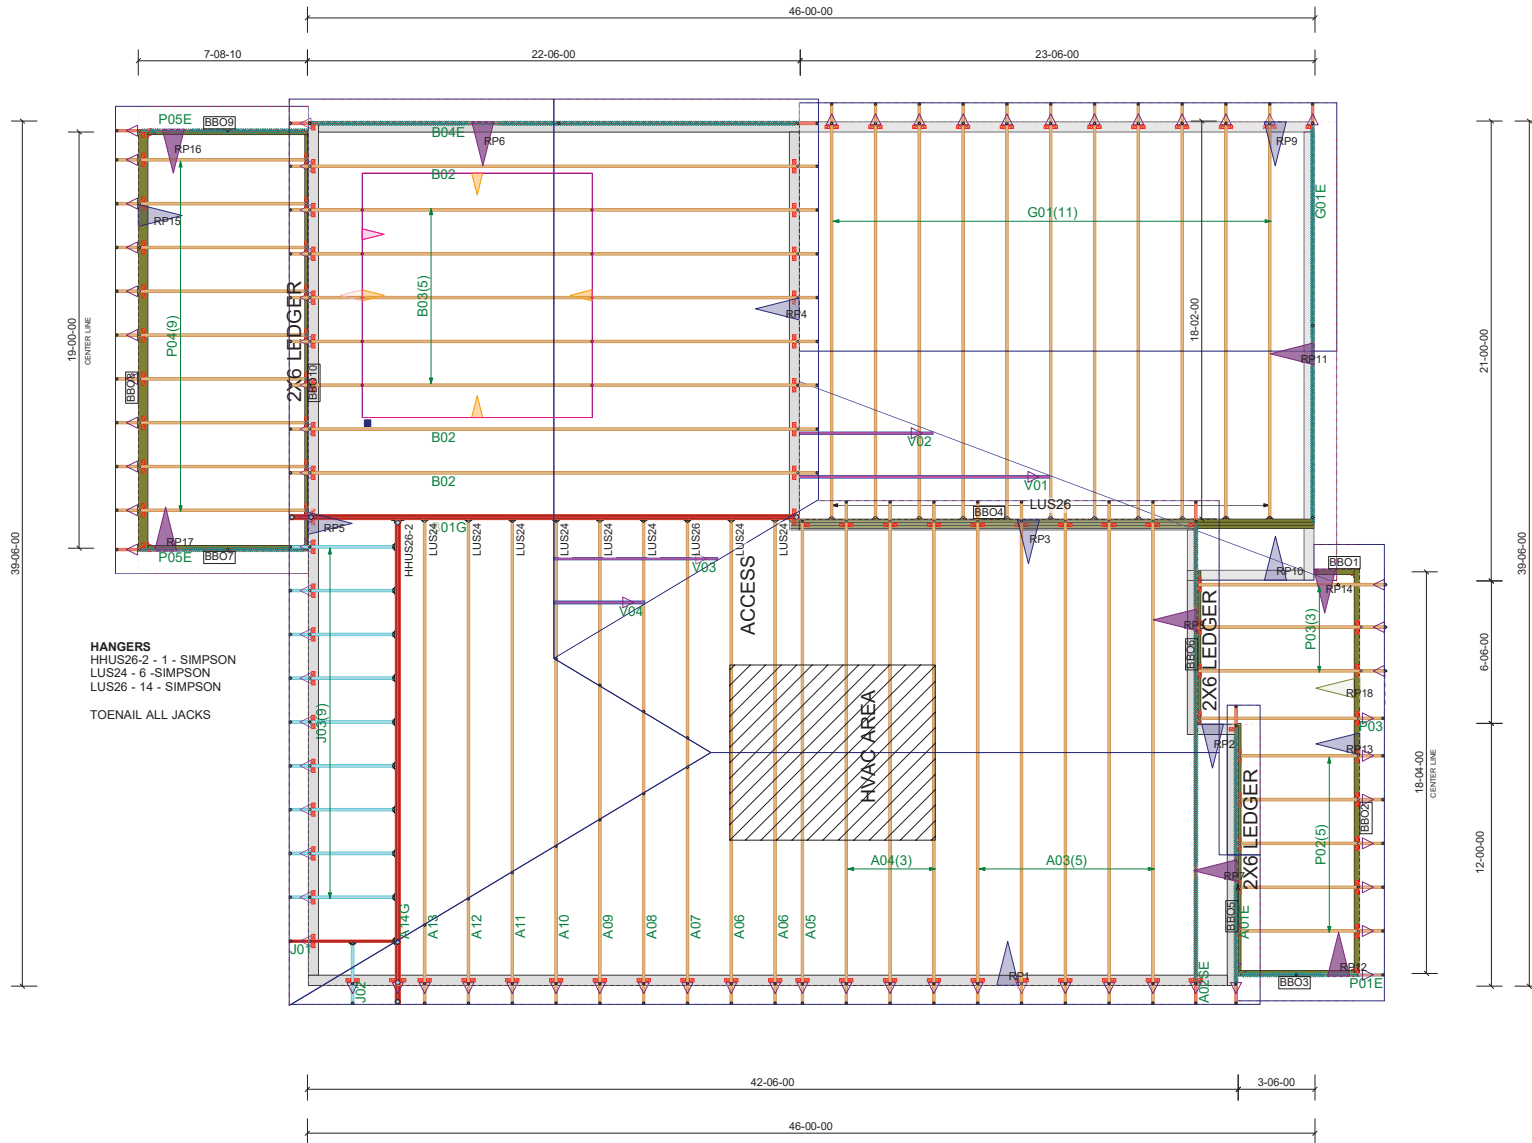 46-00-00
7-08-10
22-06-00
23-06-00
P05E
BBO9
RP16
B04E
RP6
RP9
B02
G01E
RP15
G01(11)
39-06-00
19-00-00
CENTER LINE
P04(9)
2X6 LEDGER
BBO10
BBO8
B03(5)
RP4
18-02-00
RP11
21-00-00
39-06-00
B02
V02
B02
V01
LUS26
BBO4
RP17
P05E
BBO7
RP5
01G
HHUS26-2
LUS24
LUS24
LUS24
LUS24
LUS24
LUS24
LUS26
LUS24
LUS24
RP3
RP10
BBO1
RP14
V03
V04
ACCESS
P03(3)
2X6 LEDGER
BBO6
6-06-00
HANGERS
HHUS26-2 - 1 - SIMPSON
LUS24 - 6 -SIMPSON
LUS26 - 14 - SIMPSON
TOENAIL ALL JACKS
J03(9)
HVAC AREA
RP18
P03
RP2
RP13
18-04-00
CENTER LINE
2X6 LEDGER
BBO2
P02(5)
A04(3)
A03(5)
RP7
12-00-00
J01
J02
A14G
A13
A12
A11
A10
A09
A08
A07
A06
A06
A05
BBO5
A01E
RP1
A02SE
RP12
BBO3
P01E
42-06-00
3-06-00
46-00-00